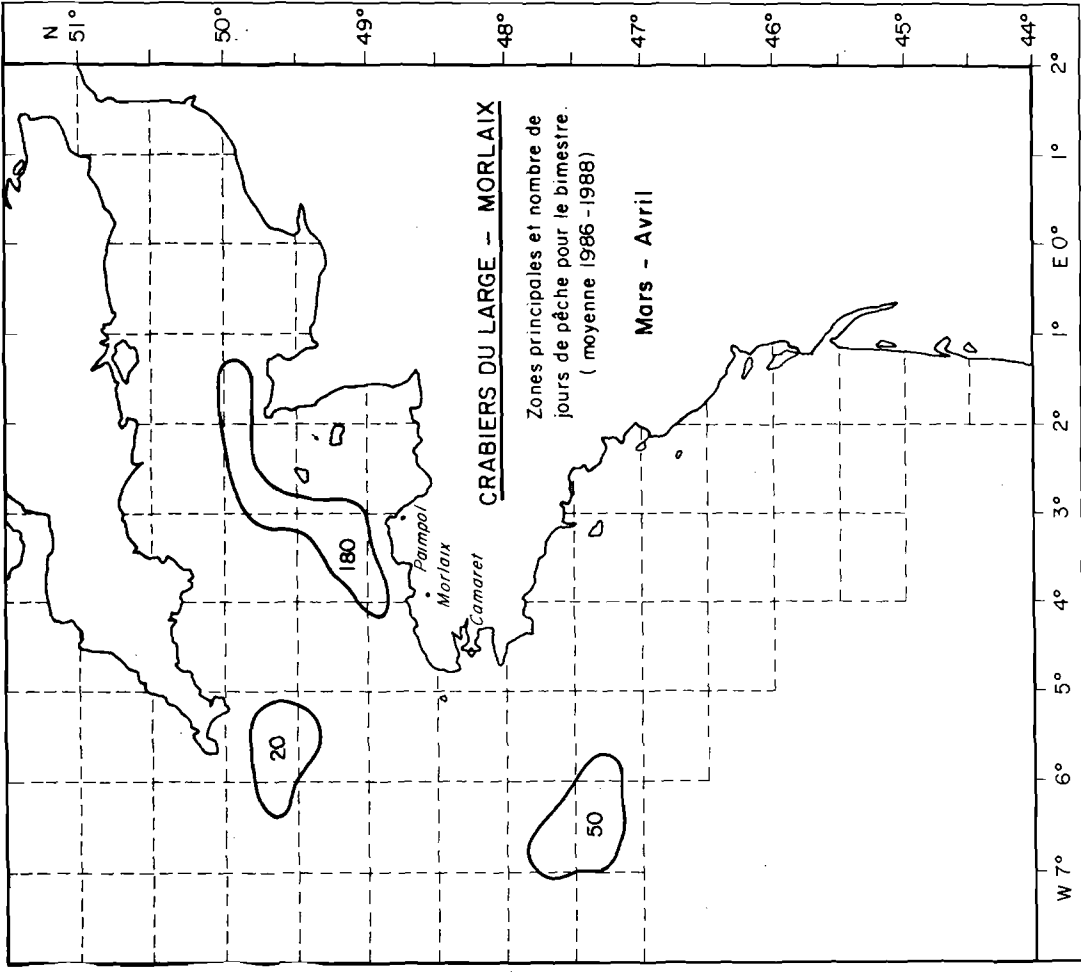 CRABIERS DU LARGE - MORLAIX
Zones principales et nombre de
jours de pêche pour le bimestre.
( moyenne 1986-1988)
Mars - Avril
N
51°
50°
49°
48°
47°
46°
45°
44°
W 7°
6°
5°
4°
3°
2°
1°
E 0°
1°
2°
20
180
50
Paimpol
Morlaix
Camaret